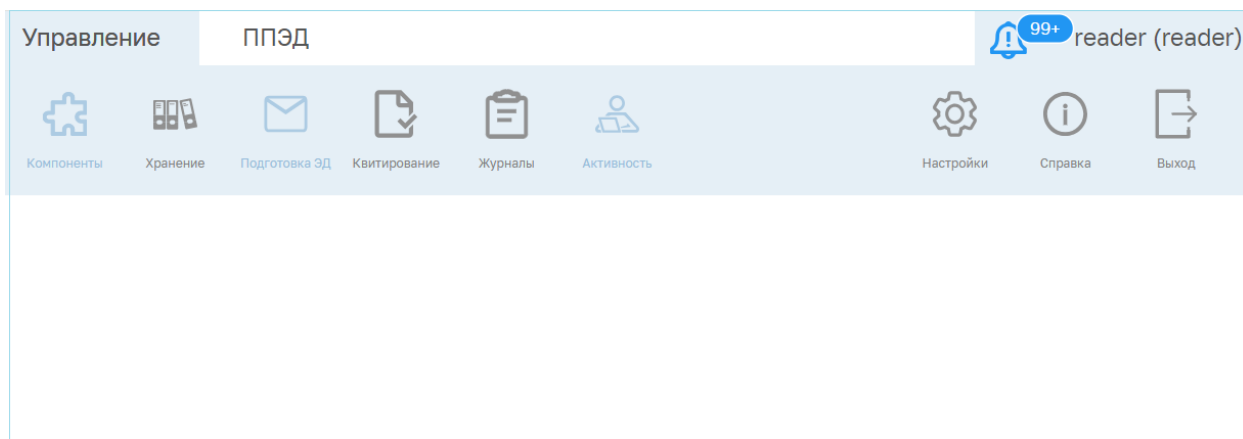 Управление ППЭД 99+ reader (reader)
Компоненты Хранение Подготовка ЭД Квитирование Журналы Активность Настройки Справка Выход